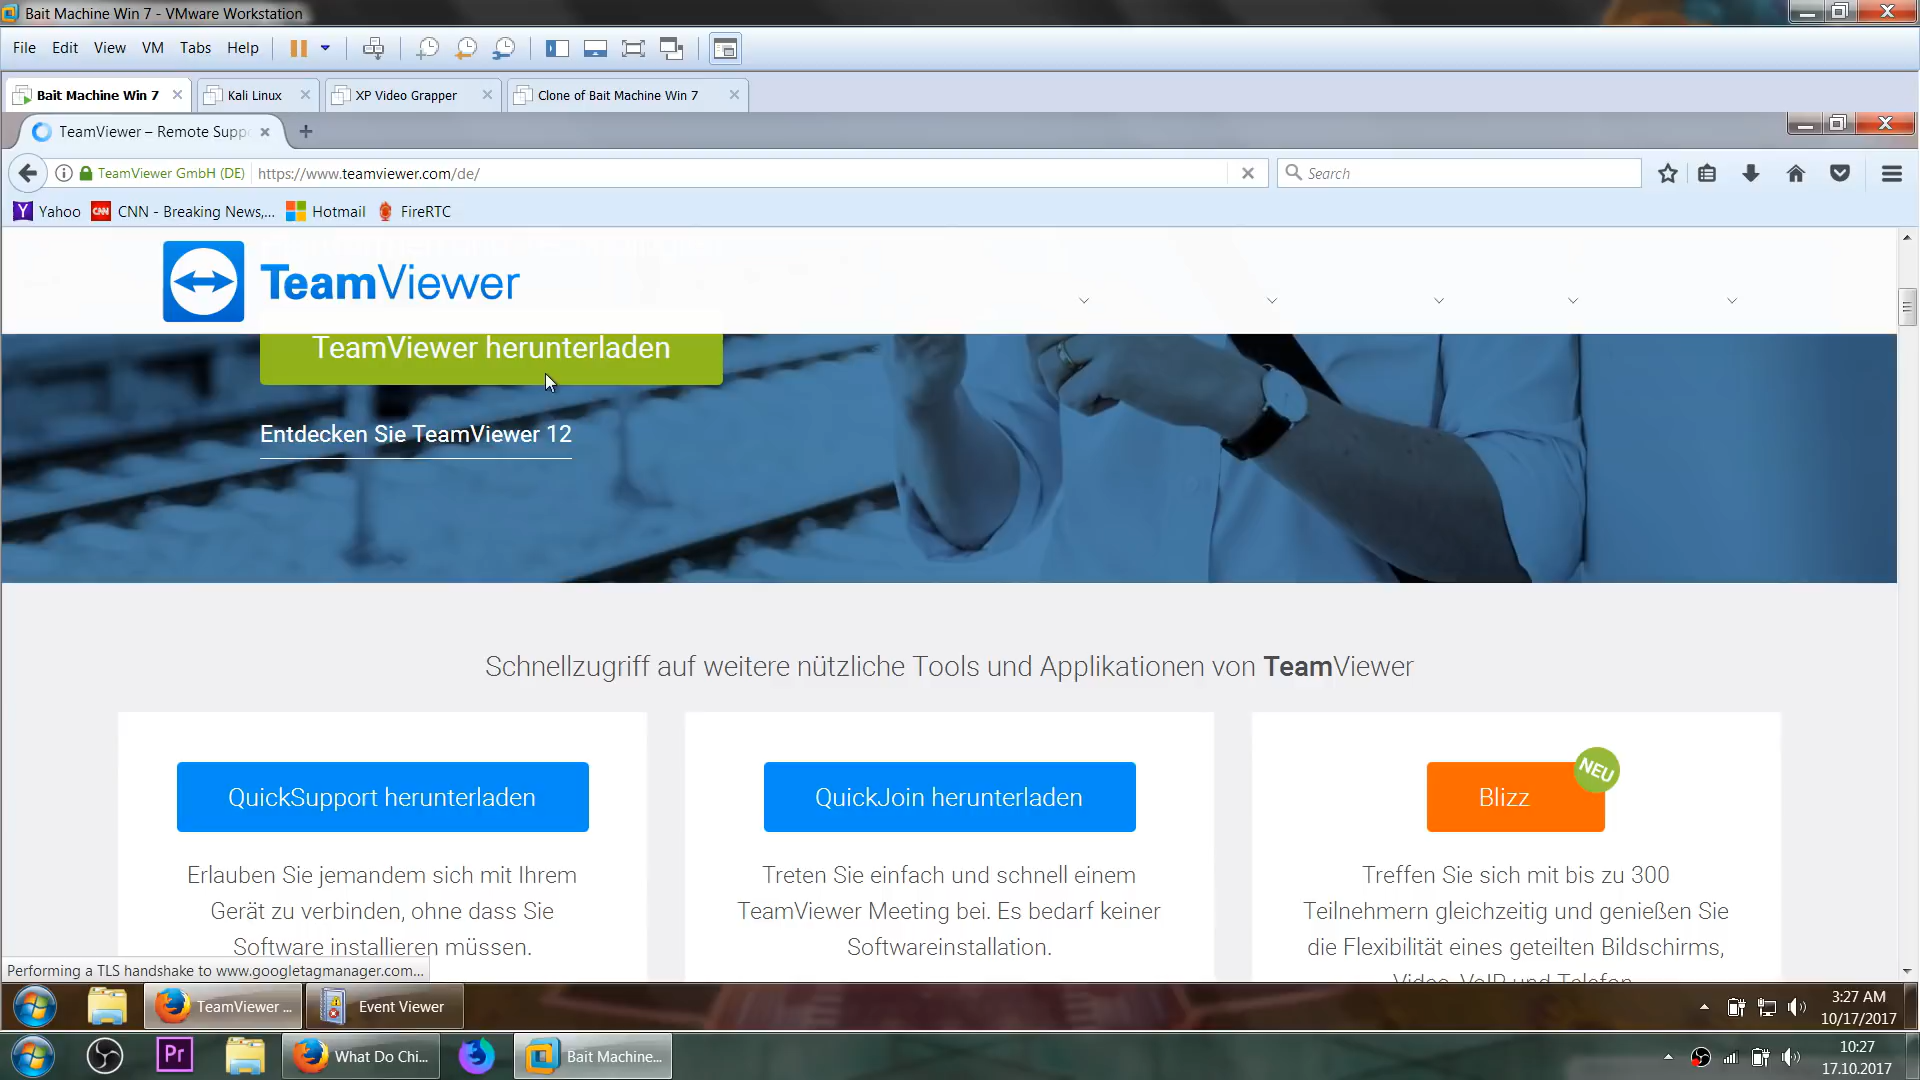 Bait Machine Win 7 - VMware Workstation
File Edit View VM Tabs Help
Bait Machine Win 7 Kali Linux XP Video Grapper Clone of Bait Machine Win 7
TeamViewer – Remote Supp
TeamViewer GmbH (DE) https://www.teamviewer.com/de/ Search
Yahoo CNN - Breaking News,... Hotmail FireRTC
TeamViewer
TeamViewer herunterladen
Entdecken Sie TeamViewer 12
Schnellzugriff auf weitere nützliche Tools und Applikationen von TeamViewer
QuickSupport herunterladen
Erlauben Sie jemandem sich mit Ihrem
Gerät zu verbinden, ohne dass Sie
Software installieren müssen.
QuickJoin herunterladen
Treten Sie einfach und schnell einem
TeamViewer Meeting bei. Es bedarf keiner
Softwareinstallation.
NEU
Blizz
Treffen Sie sich mit bis zu 300
Teilnehmern gleichzeitig und genießen Sie
die Flexibilität eines geteilten Bildschirms,
Video, VoIP und Telefon.
Performing a TLS handshake to www.googletagmanager.com...
TeamViewer ... Event Viewer
3:27 AM
10/17/2017
Pr What Do Chi... Bait Machine...
10:27
17.10.2017